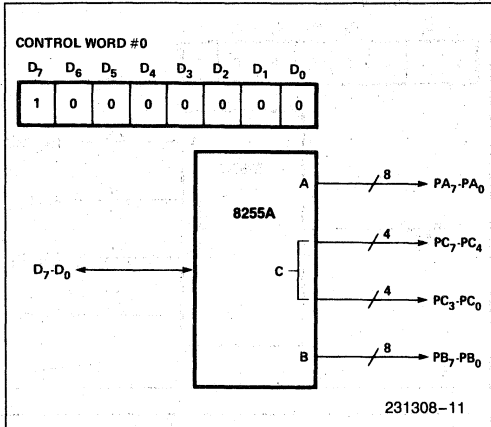 CONTROL WORD #0
D7 D6 D5 D4 D3 D2 D1 D0
1 0 0 0 0 0 0 0
8255A
A
8
PA7-PA0
4
PC7-PC4
D7-D0
C
4
PC3-PC0
B
8
PB7-PB0
231308-11